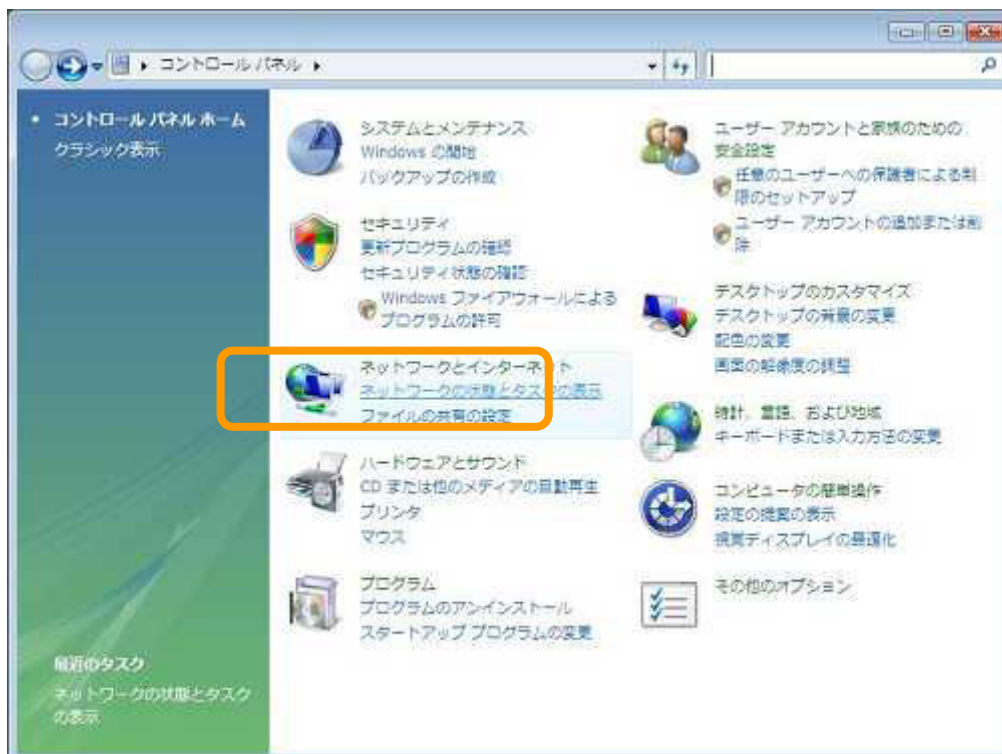 コントロール パネル
コントロール パネル ホーム
クラシック表示
システムとメンテナンス
Windows の開始
バックアップの作成
セキュリティ
更新プログラムの確認
セキュリティ状態の確認
Windows ファイアウォールによる
プログラムの許可
ネットワークとインターネット
ネットワークの状態とタスクの表示
ファイルの共有の設定
ハードウェアとサウンド
CD または他のメディアの自動再生
プリンタ
マウス
プログラム
プログラムのアンインストール
スタートアップ プログラムの変更
ユーザー アカウントと家族のための
安全設定
任意のユーザーへの保護者による制
限のセットアップ
ユーザー アカウントの追加または削
除
デスクトップのカスタマイズ
デスクトップの背景の変更
配色の変更
画面の解像度の調整
時計、言語、および地域
キーボードまたは入力方法の変更
コンピュータの簡単操作
設定の提案の表示
視覚ディスプレイの最適化
その他のオプション
最近のタスク
ネットワークの状態とタスク
の表示